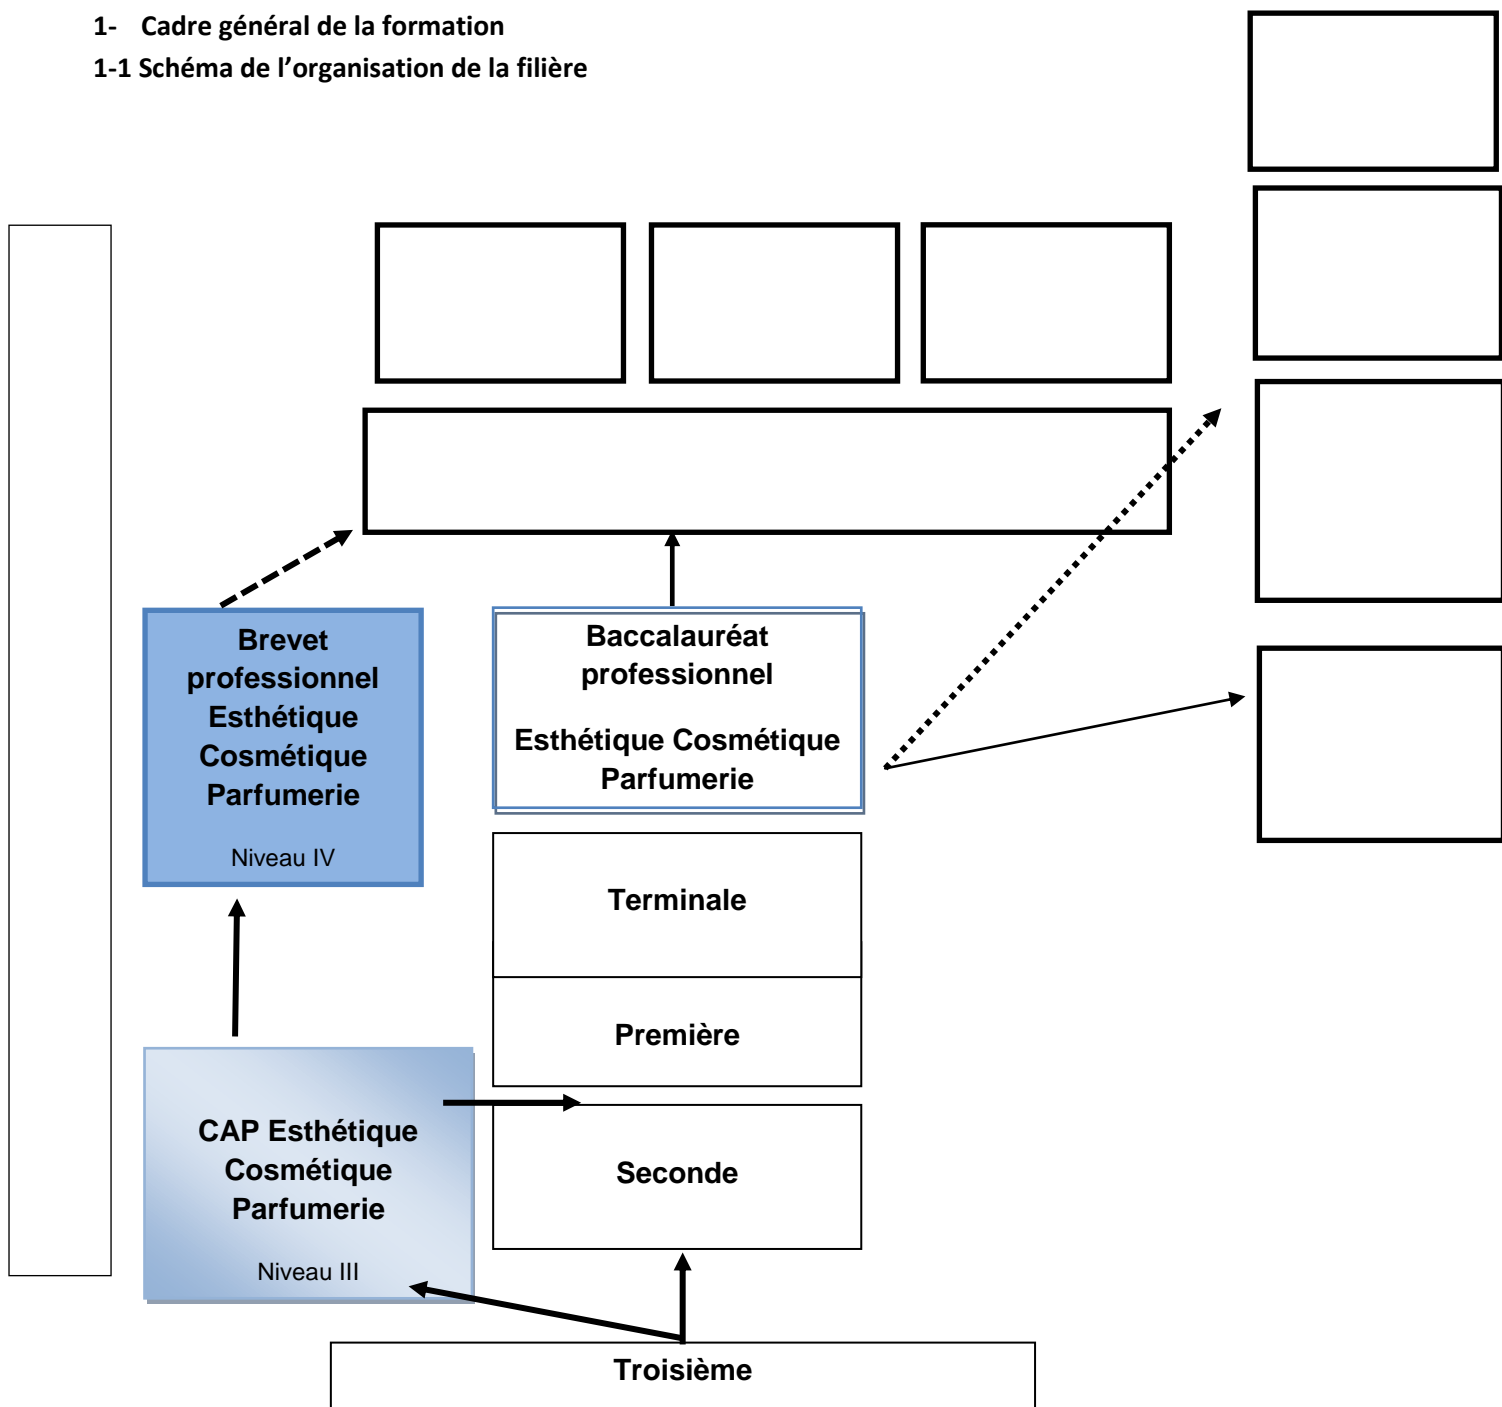 1- Cadre général de la formation
1-1 Schéma de l’organisation de la filière
Brevet
professionnel
Esthétique
Cosmétique
Parfumerie
Niveau IV
Baccalauréat
professionnel
Esthétique Cosmétique
Parfumerie
Terminale
Première
CAP Esthétique
Cosmétique
Parfumerie
Niveau III
Seconde
Troisième